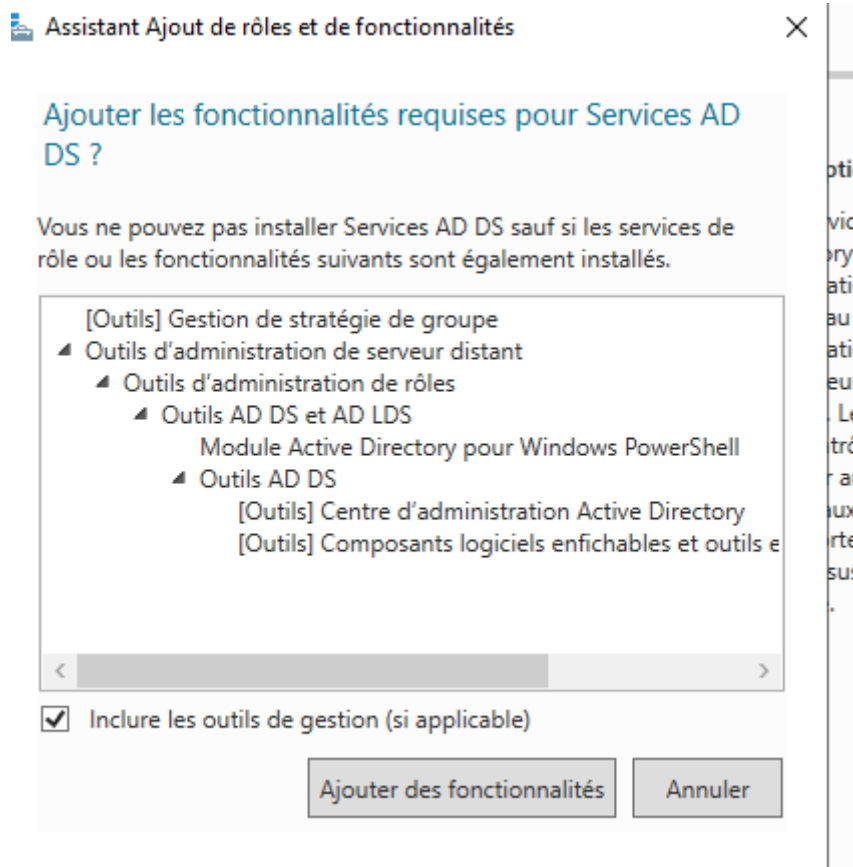 Assistant Ajout de rôles et de fonctionnalités
Ajouter les fonctionnalités requises pour Services AD
DS ?
Vous ne pouvez pas installer Services AD DS sauf si les services de
rôle ou les fonctionnalités suivants sont également installés.
[Outils] Gestion de stratégie de groupe
Outils d'administration de serveur distant
Outils d'administration de rôles
Outils AD DS et AD LDS
Module Active Directory pour Windows PowerShell
Outils AD DS
[Outils] Centre d'administration Active Directory
[Outils] Composants logiciels enfichables et outils e
Inclure les outils de gestion (si applicable)
Ajouter des fonctionnalités
Annuler